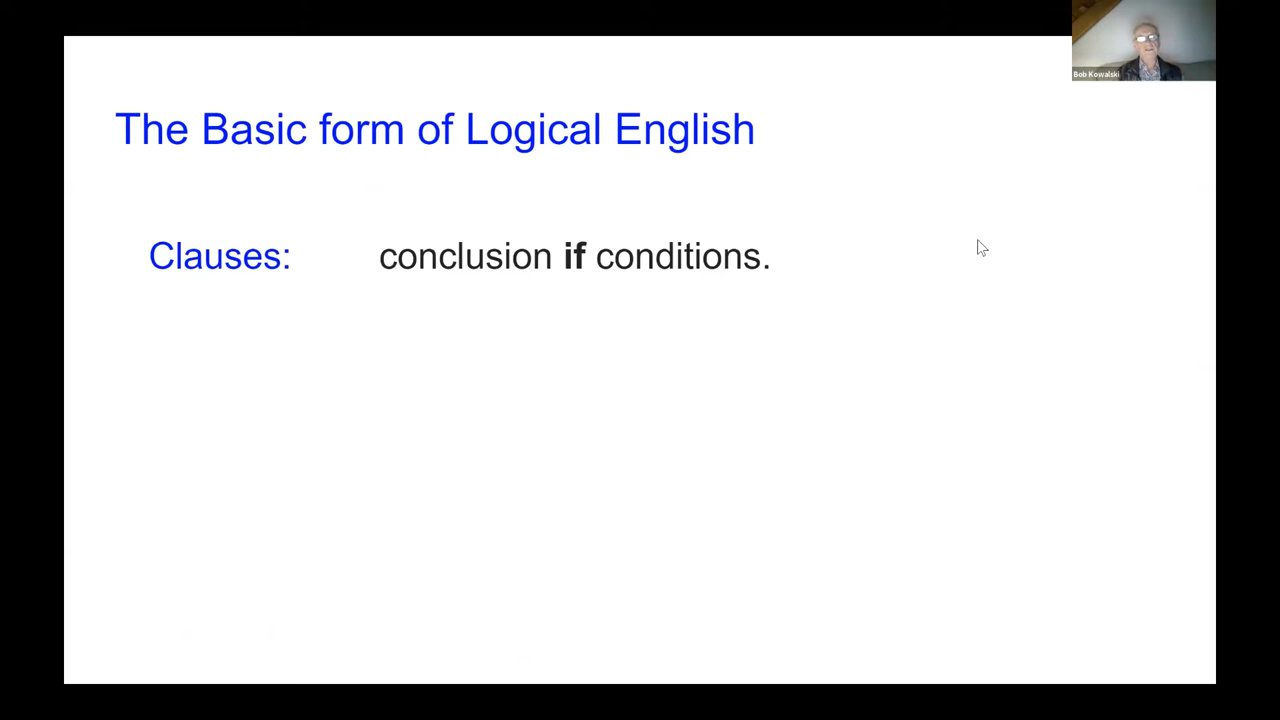 Bob Kowalski
The Basic form of Logical English
Clauses: conclusion if conditions.